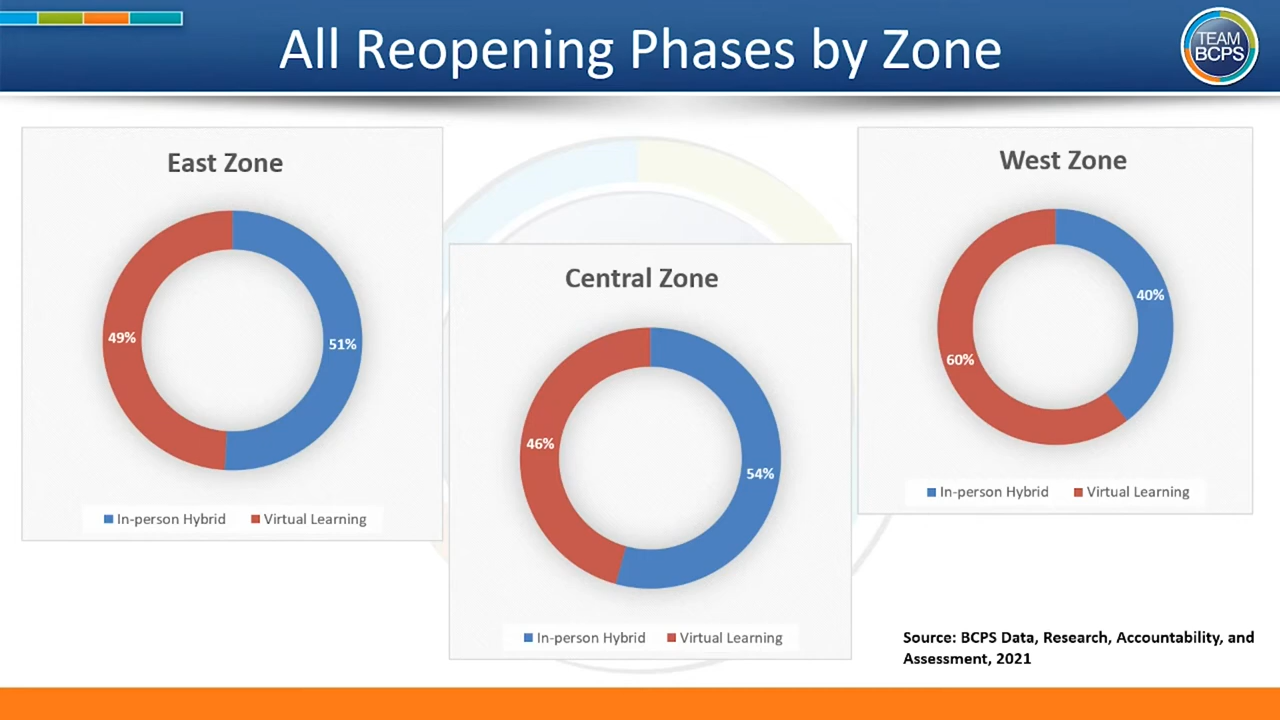 All Reopening Phases by Zone
TEAM
BCPS
East Zone
49%
51%
In-person Hybrid
Virtual Learning
Central Zone
46%
54%
In-person Hybrid
Virtual Learning
West Zone
40%
60%
In-person Hybrid
Virtual Learning
Source: BCPS Data, Research, Accountability, and
Assessment, 2021